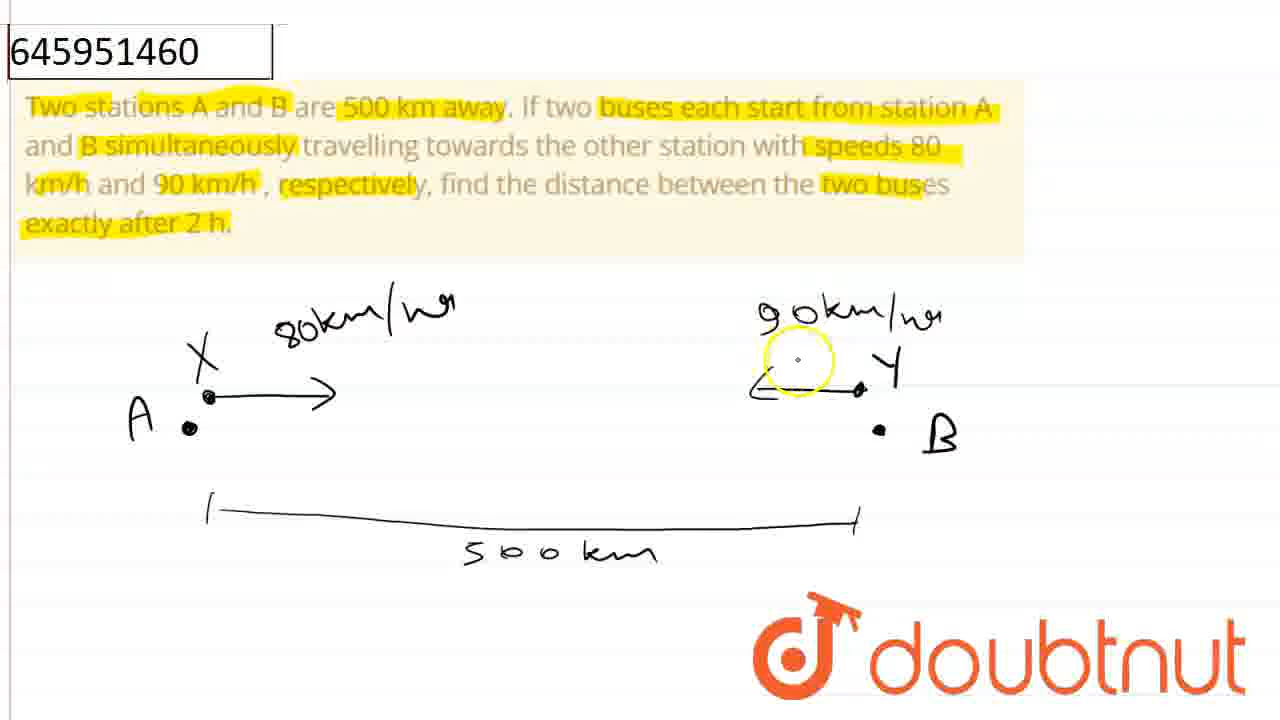 645951460
Two stations A and B are 500 km away. If two buses each start from station A
and B simultaneously travelling towards the other station with speeds 80
km/h and 90 km/h , respectively, find the distance between the two buses
exactly after 2 h.
80km/hr
90km/hr
X
Y
A
B
500 km
doubtnut